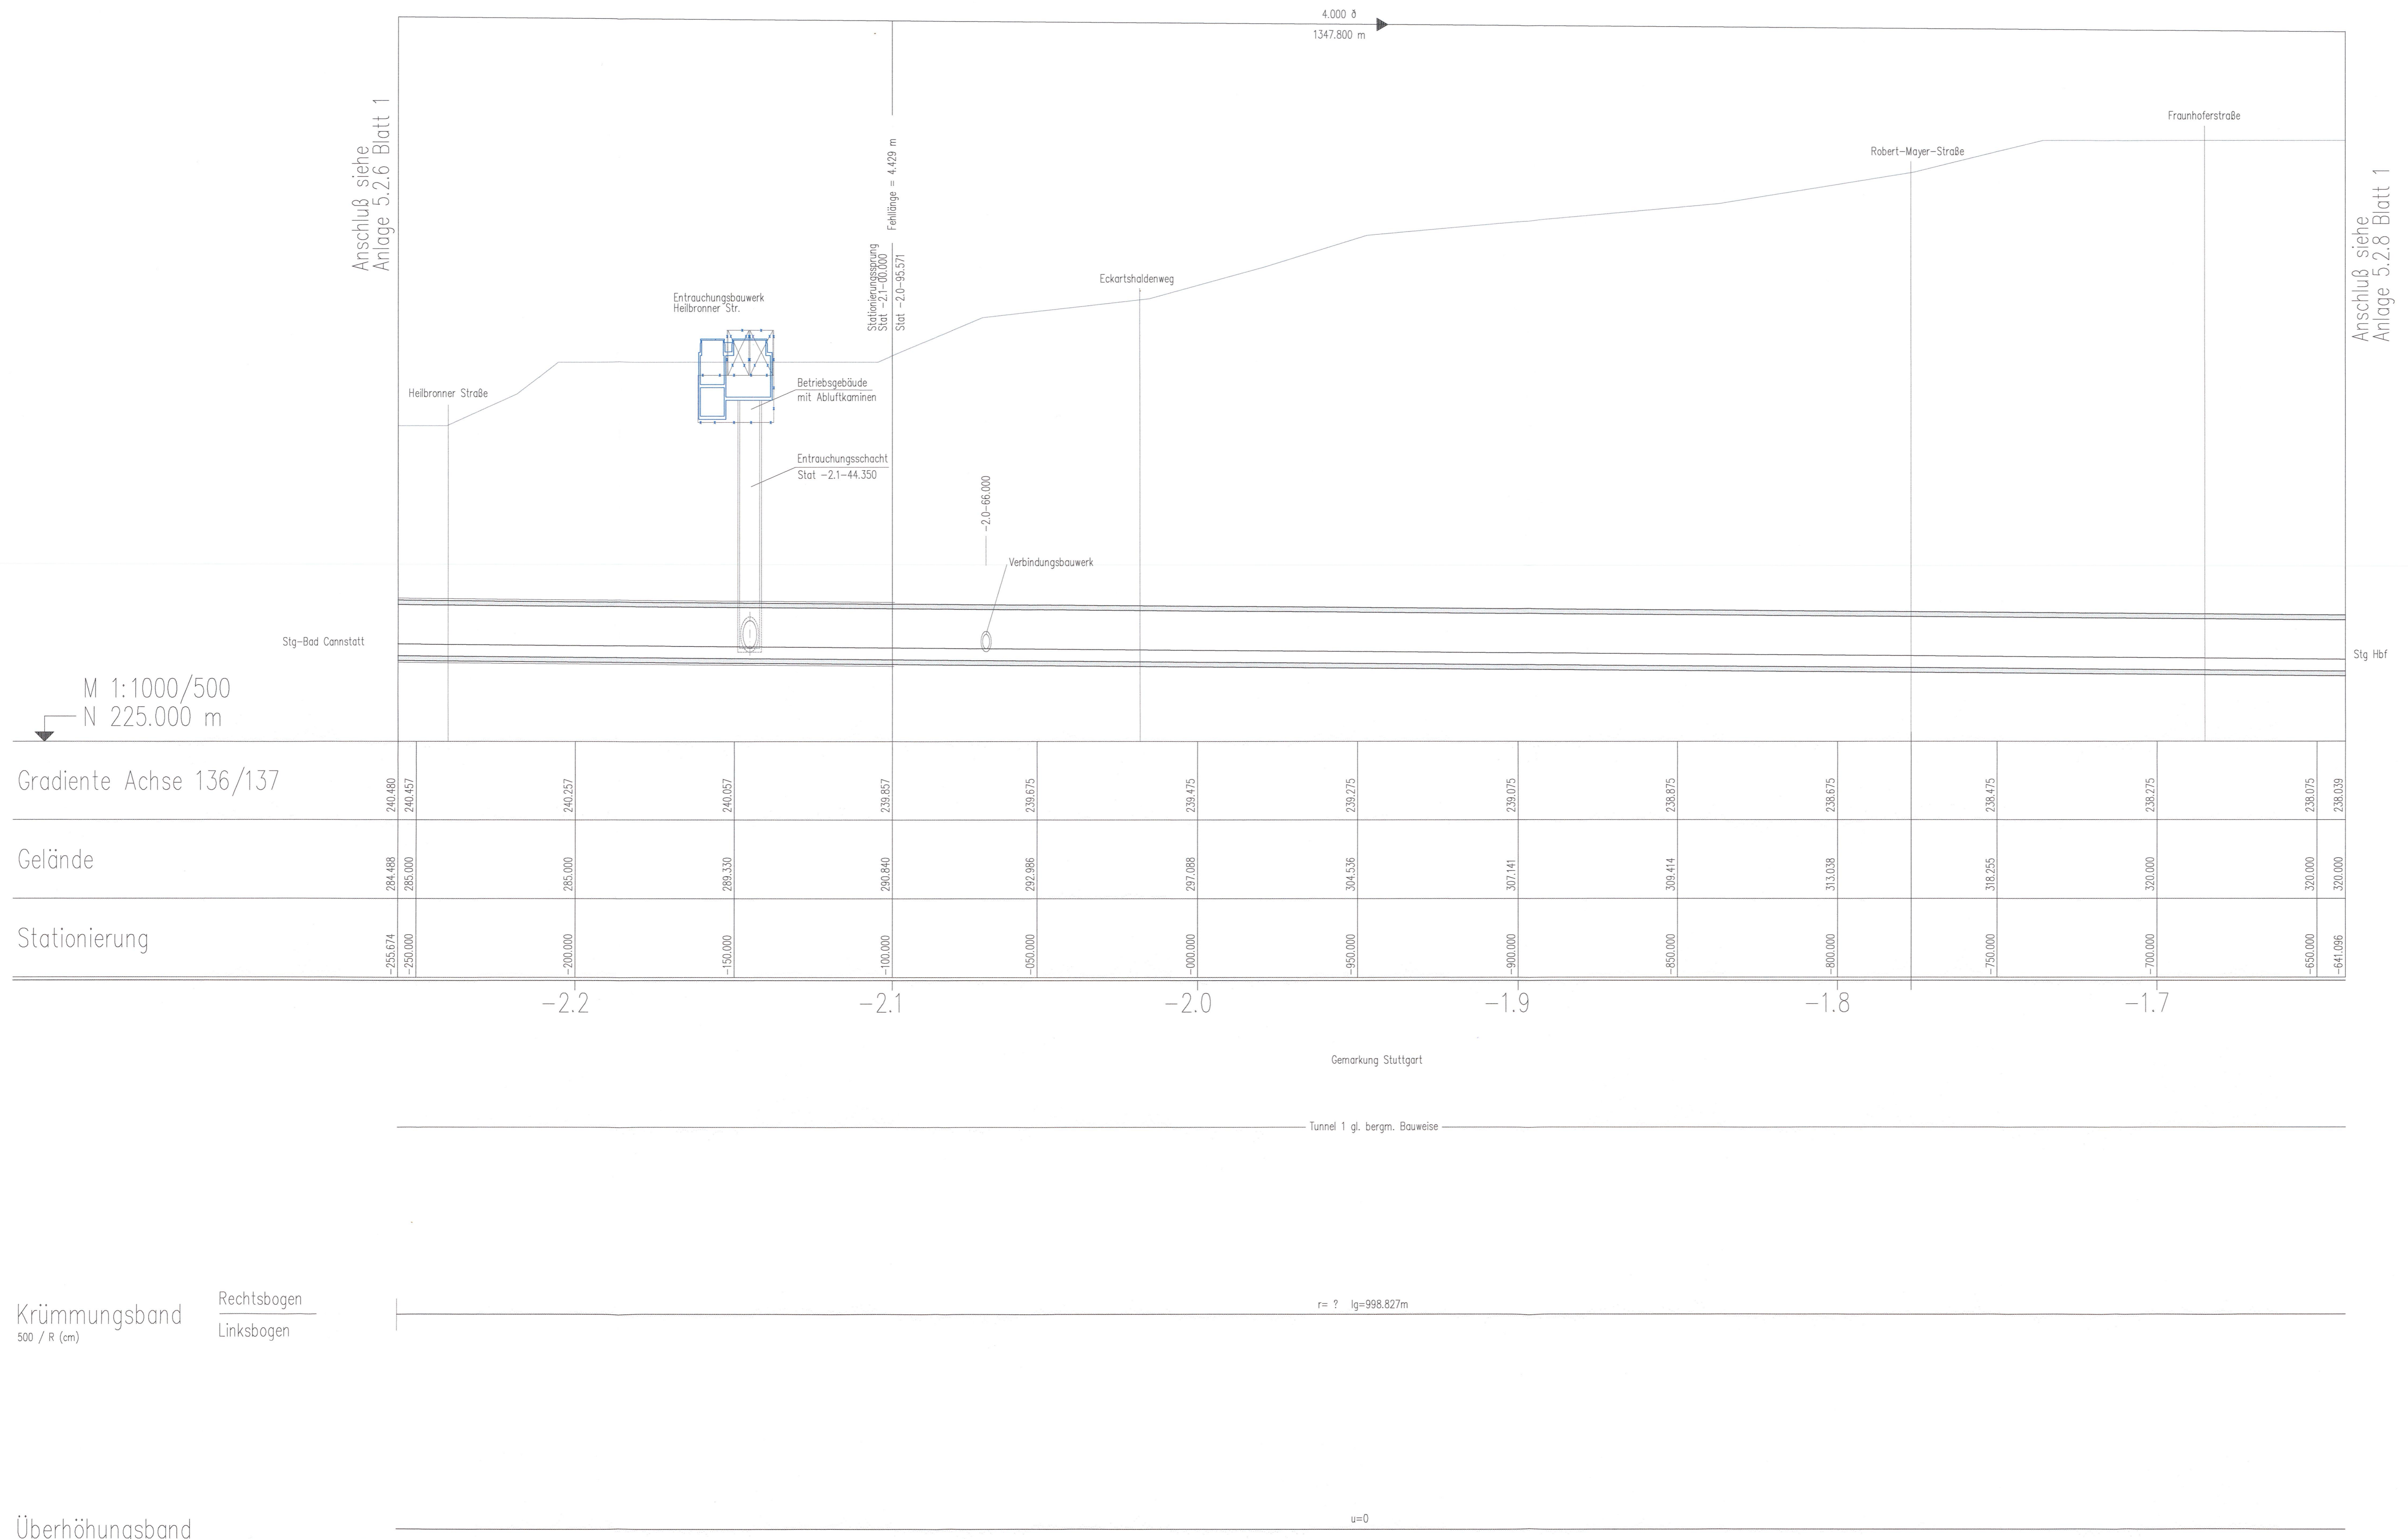 4.000 ð
1347.800 m
Anschluß siehe
Anlage 5.2.6 Blatt 1
Fehllänge = 4.429 m
Stationierungssprung
Stat -2.1-00.000
Stat -2.0-95.571
Fraunhoferstraße
Robert-Mayer-Straße
Anschluß siehe
Anlage 5.2.8 Blatt 1
Eckartshaldenweg
Entrauchungsbauwerk
Heilbronner Str.
Heilbronner Straße
Betriebsgebäude
mit Abluftkaminen
Entrauchungsschacht
Stat -2.1-44.350
-2.0-66.000
Verbindungsbauwerk
Stg-Bad Cannstatt
Stg Hbf
M 1:1000/500
N 225.000 m
Gradiente Achse 136/137
240.480 240.457 240.257 240.057 239.857 239.675 239.475 239.275 239.075 238.875 238.675 238.475 238.275 238.075 238.039
Gelände
284.488 285.000 285.000 289.330 290.840 292.986 297.088 304.536 307.141 309.414 313.038 318.255 320.000 320.000 320.000
Stationierung
-255.674 -250.000 -200.000 -150.000 -100.000 -050.000 -000.000 -950.000 -900.000 -850.000 -800.000 -750.000 -700.000 -650.000 -641.096
-2.2 -2.1 -2.0 -1.9 -1.8 -1.7
Gemarkung Stuttgart
Tunnel 1 gl. bergm. Bauweise
Krümmungsband
500 / R (cm)
Rechtsbogen
Linksbogen
r= ? lg=998.827m
Überhöhungsband
u=0